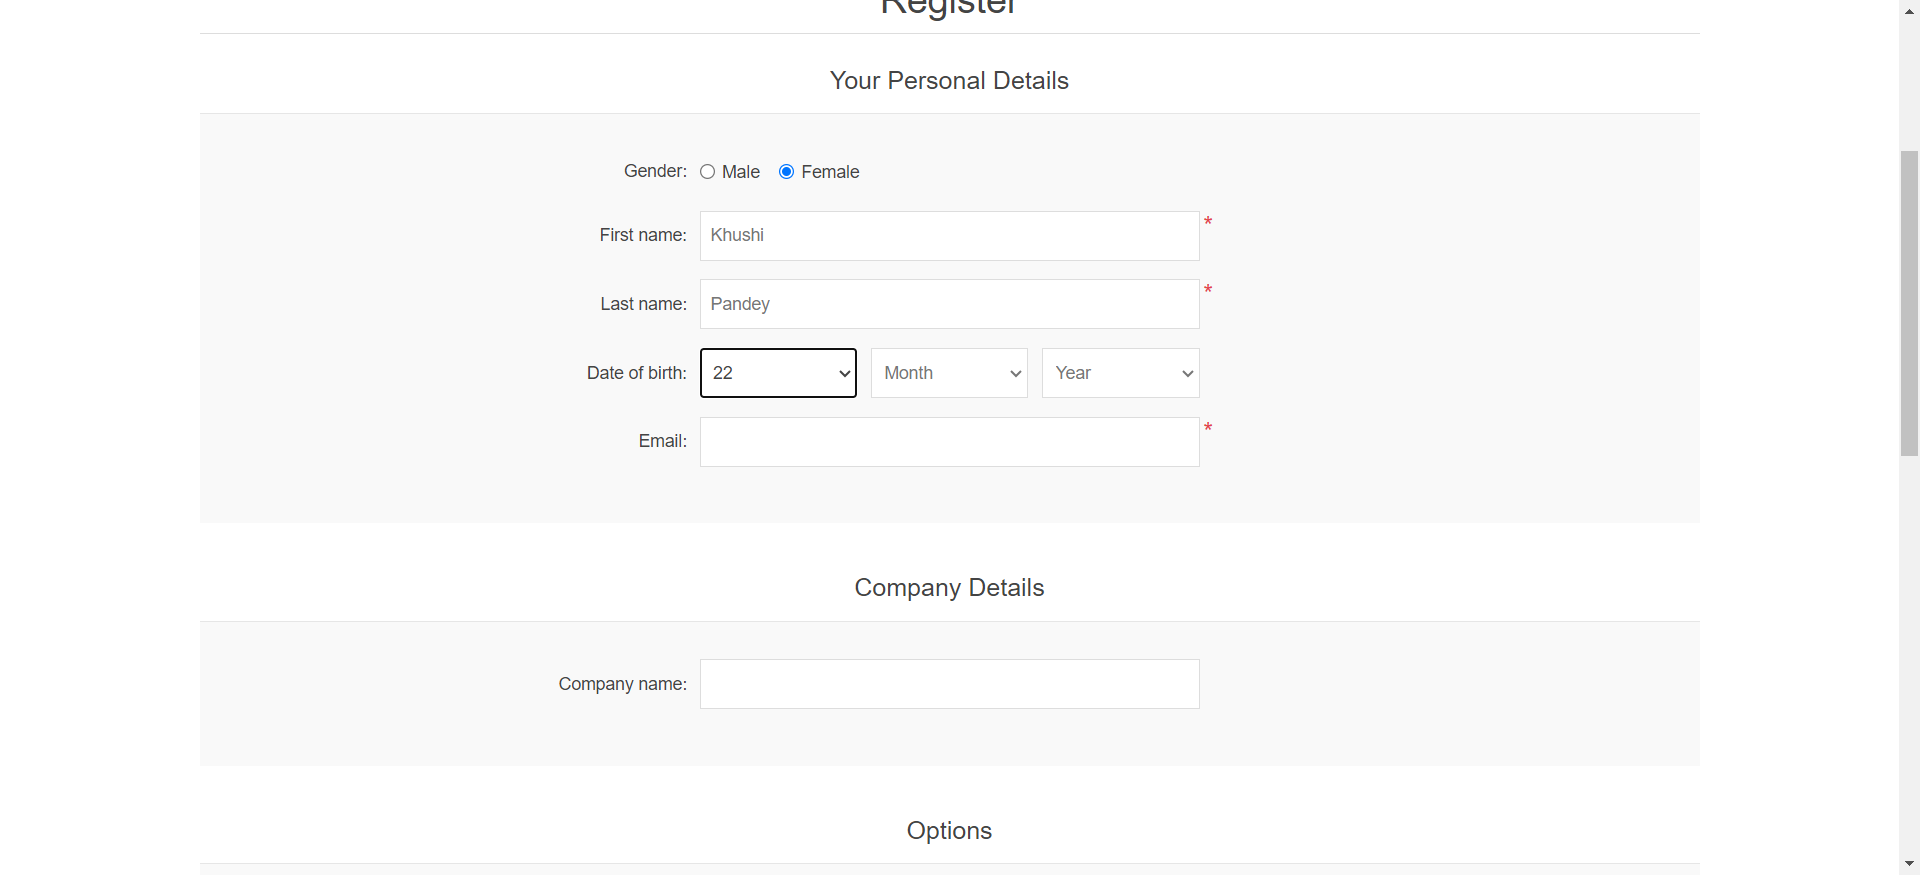 Register
Your Personal Details
Gender: Male Female
First name: Khushi *
Last name: Pandey *
Date of birth: 22 Month Year
Email: *
Company Details
Company name:
Options